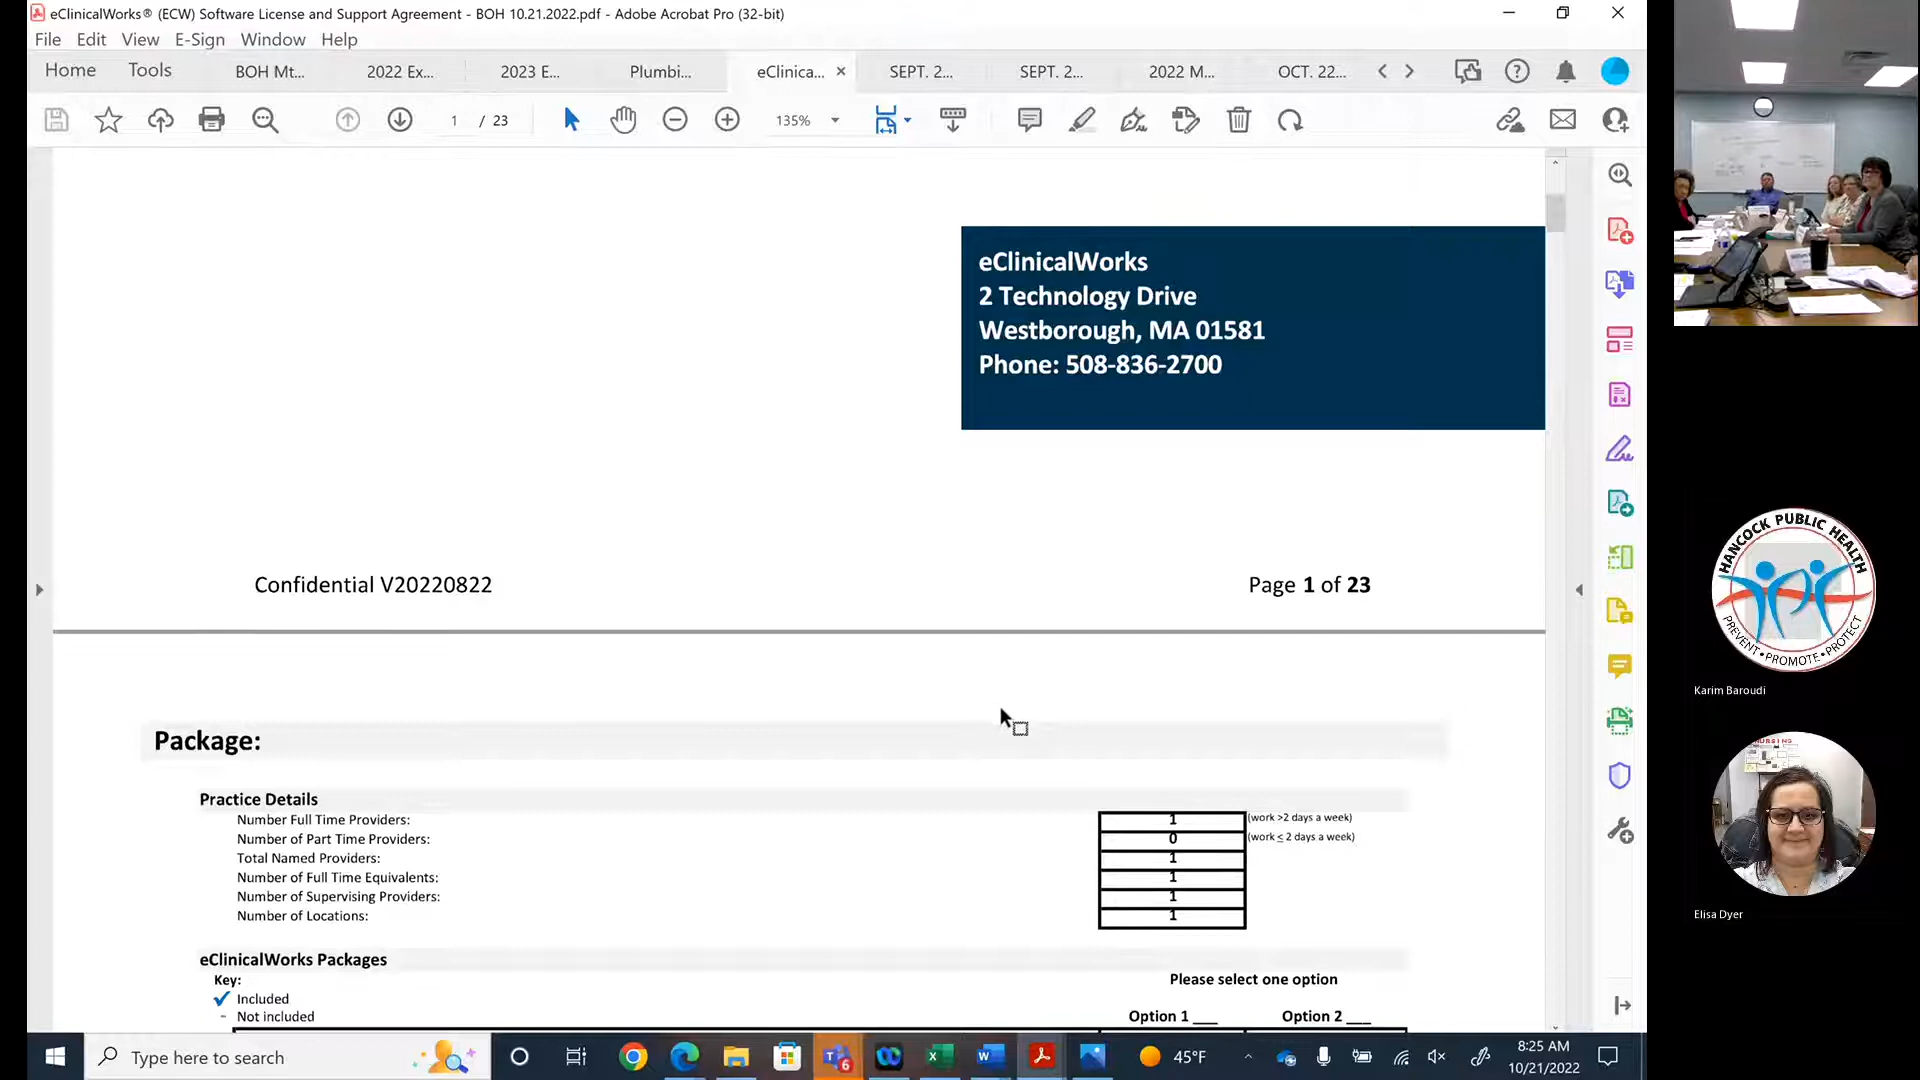 eClinicalWorks® (ECW) Software License and Support Agreement - BOH 10.21.2022.pdf - Adobe Acrobat Pro (32-bit)
File Edit View E-Sign Window Help
Home Tools BOH Mt... 2022 Ex... 2023 E... Plumbi... eClinica... × SEPT. 2... SEPT. 2... 2022 M... OCT. 22...
1 / 23 135%
eClinicalWorks
2 Technology Drive
Westborough, MA 01581
Phone: 508-836-2700
Confidential V20220822 Page 1 of 23
Package:
Practice Details
Number Full Time Providers: 1 (work >2 days a week)
Number of Part Time Providers: 0 (work ≤ 2 days a week)
Total Named Providers: 1
Number of Full Time Equivalents: 1
Number of Supervising Providers: 1
Number of Locations: 1
eClinicalWorks Packages
Key: Please select one option
✓ Included
- Not included Option 1 ___ Option 2 ___
Type here to search
6
45°F
8:25 AM
10/21/2022
HANCOCK PUBLIC HEALTH
PREVENT • PROMOTE • PROTECT
Karim Baroudi
NURSING
Elisa Dyer